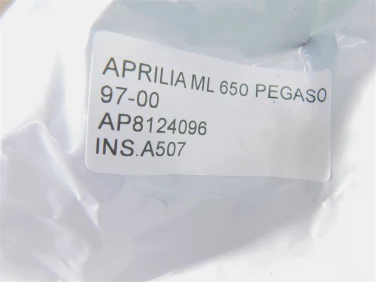 APRILIA ML 650 PEGASO
97-00
AP8124096
INS.A507